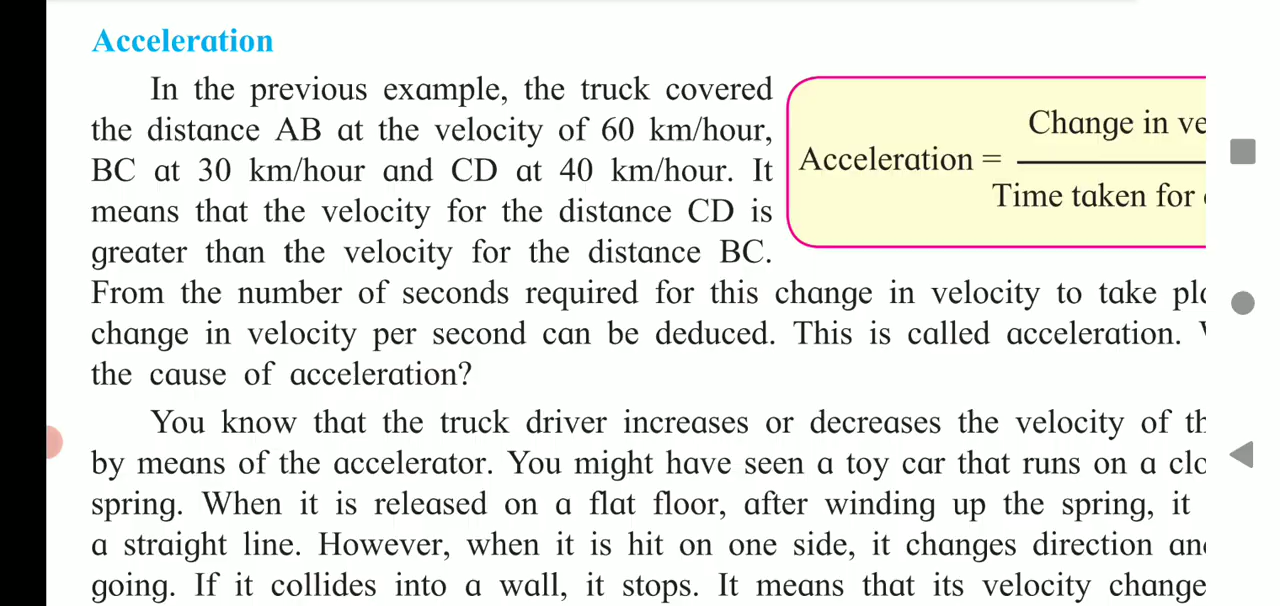 Acceleration
In the previous example, the truck covered
the distance AB at the velocity of 60 km/hour,
BC at 30 km/hour and CD at 40 km/hour. It
means that the velocity for the distance CD is
greater than the velocity for the distance BC.
Change in ve
Acceleration =
Time taken for
From the number of seconds required for this change in velocity to take pl
change in velocity per second can be deduced. This is called acceleration.
the cause of acceleration?
You know that the truck driver increases or decreases the velocity of th
by means of the accelerator. You might have seen a toy car that runs on a clo
spring. When it is released on a flat floor, after winding up the spring, it
a straight line. However, when it is hit on one side, it changes direction an
going. If it collides into a wall, it stops. It means that its velocity change